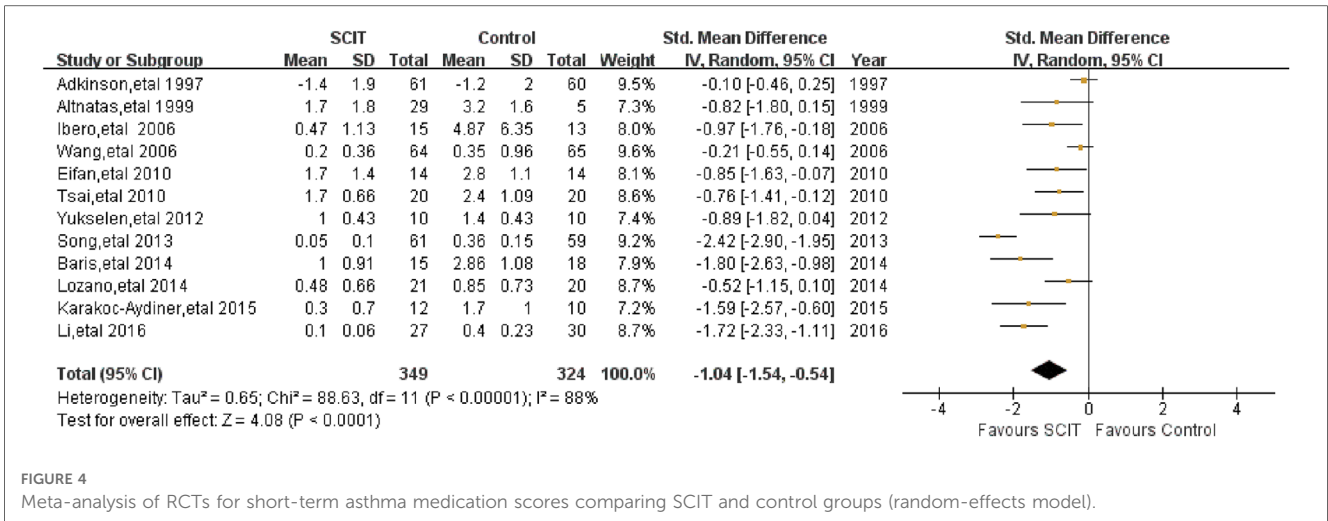 SCIT Control Std. Mean Difference Std. Mean Difference
Study or Subgroup Mean SD Total Mean SD Total Weight IV, Random, 95% CI Year IV, Random, 95% CI
Adkinson,etal 1997 -1.4 1.9 61 -1.2 2 60 9.5% -0.10 [-0.46, 0.25] 1997
Altnatas,etal 1999 1.7 1.8 29 3.2 1.6 5 7.3% -0.82 [-1.80, 0.15] 1999
Ibero,etal 2006 0.47 1.13 15 4.87 6.35 13 8.0% -0.97 [-1.76, -0.18] 2006
Wang,etal 2006 0.2 0.36 64 0.35 0.96 65 9.6% -0.21 [-0.55, 0.14] 2006
Eifan,etal 2010 1.7 1.4 14 2.8 1.1 14 8.1% -0.85 [-1.63, -0.07] 2010
Tsai,etal 2010 1.7 0.66 20 2.4 1.09 20 8.6% -0.76 [-1.41, -0.12] 2010
Yukselen,etal 2012 1 0.43 10 1.4 0.43 10 7.4% -0.89 [-1.82, 0.04] 2012
Song,etal 2013 0.05 0.1 61 0.36 0.15 59 9.2% -2.42 [-2.90, -1.95] 2013
Baris,etal 2014 1 0.91 15 2.86 1.08 18 7.9% -1.80 [-2.63, -0.98] 2014
Lozano,etal 2014 0.48 0.66 21 0.85 0.73 20 8.7% -0.52 [-1.15, 0.10] 2014
Karakoc-Aydiner,etal 2015 0.3 0.7 12 1.7 1 10 7.2% -1.59 [-2.57, -0.60] 2015
Li,etal 2016 0.1 0.06 27 0.4 0.23 30 8.7% -1.72 [-2.33, -1.11] 2016
Total (95% CI) 349 324 100.0% -1.04 [-1.54, -0.54]
Heterogeneity: Tau² = 0.65; Chi² = 88.63, df = 11 (P < 0.00001); I² = 88%
Test for overall effect: Z = 4.08 (P < 0.0001)
-4 -2 0 2 4
Favours SCIT Favours Control
FIGURE 4
Meta-analysis of RCTs for short-term asthma medication scores comparing SCIT and control groups (random-effects model).